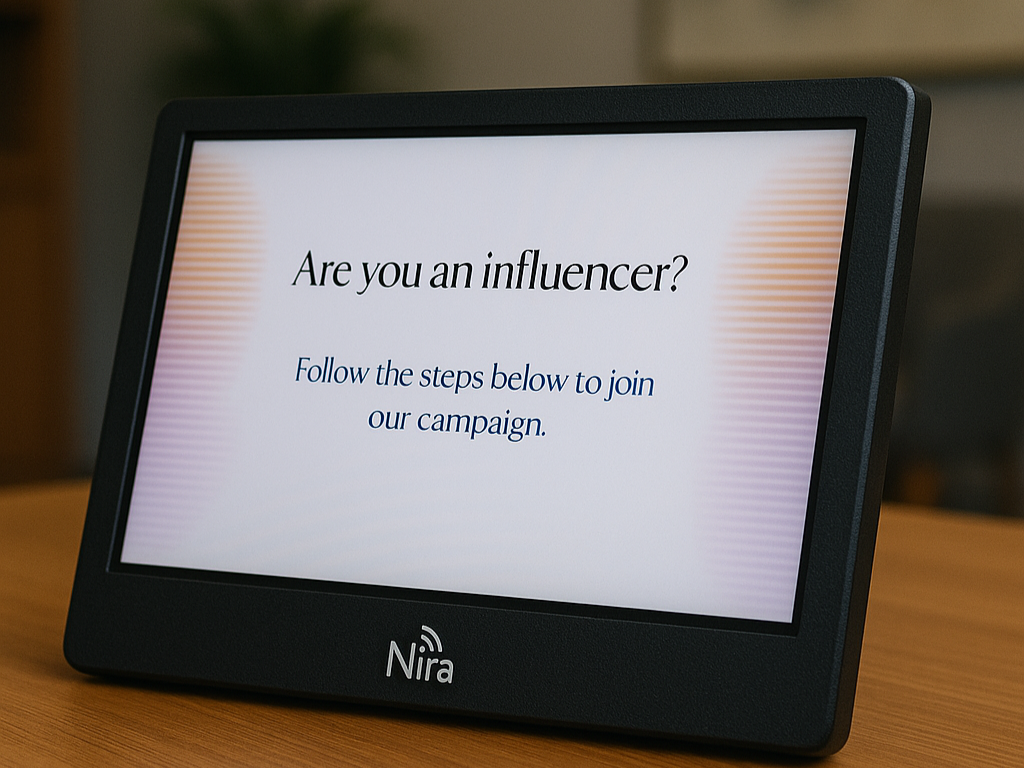 Are you an influencer?
Follow the steps below to join
our campaign.
Nira